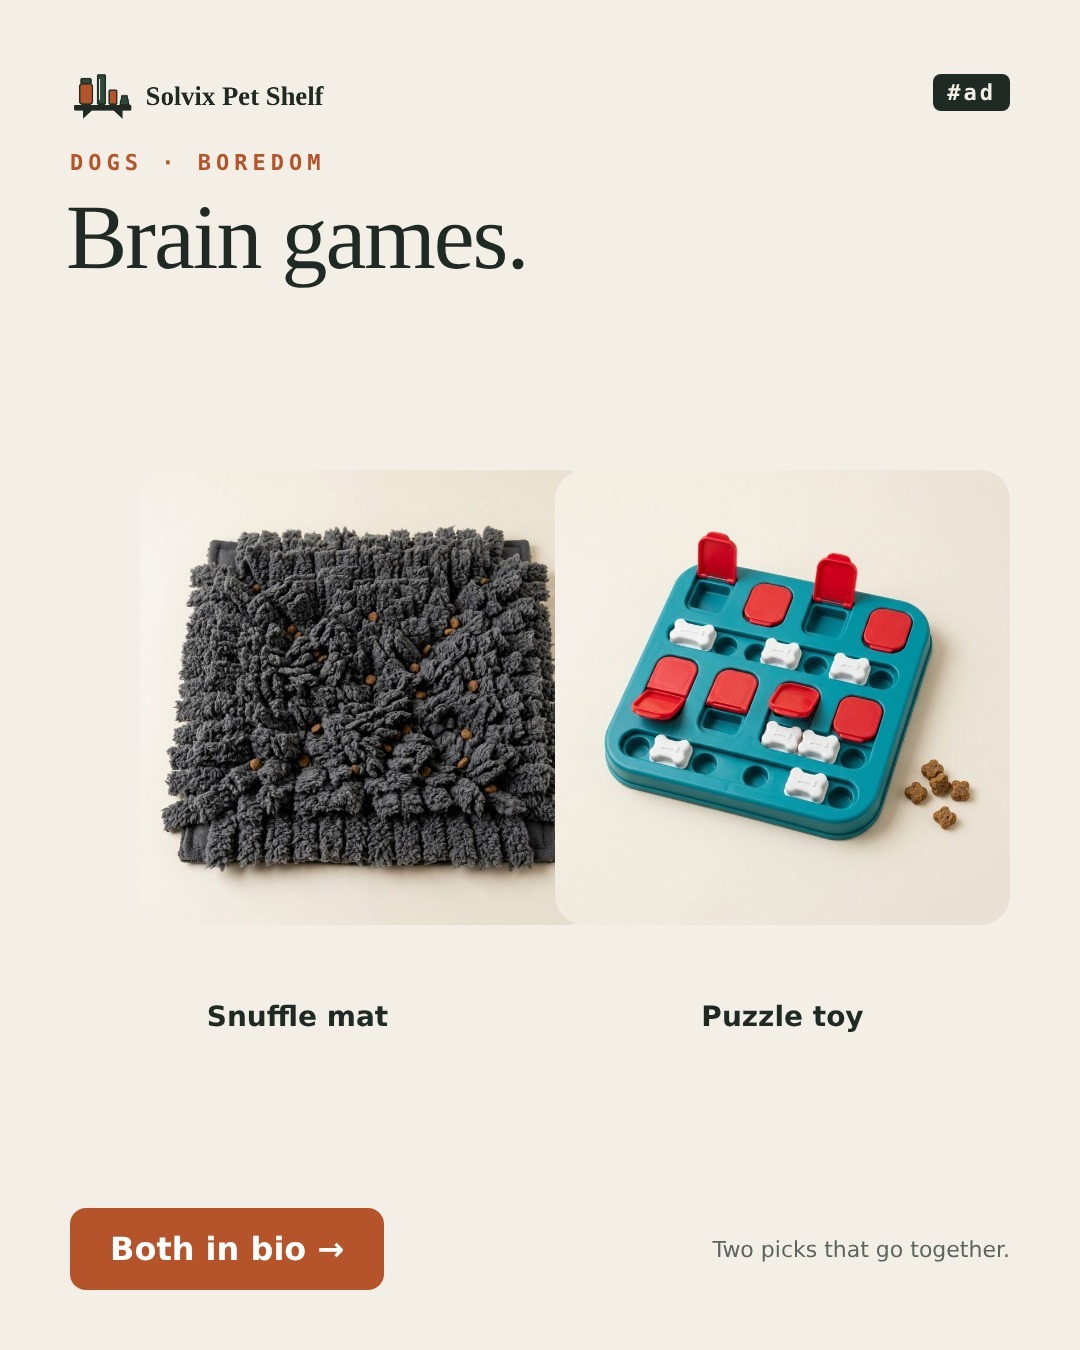 Solvix Pet Shelf
#ad
DOGS · BOREDOM
Brain games.
Snuffle mat
Puzzle toy
Both in bio →
Two picks that go together.